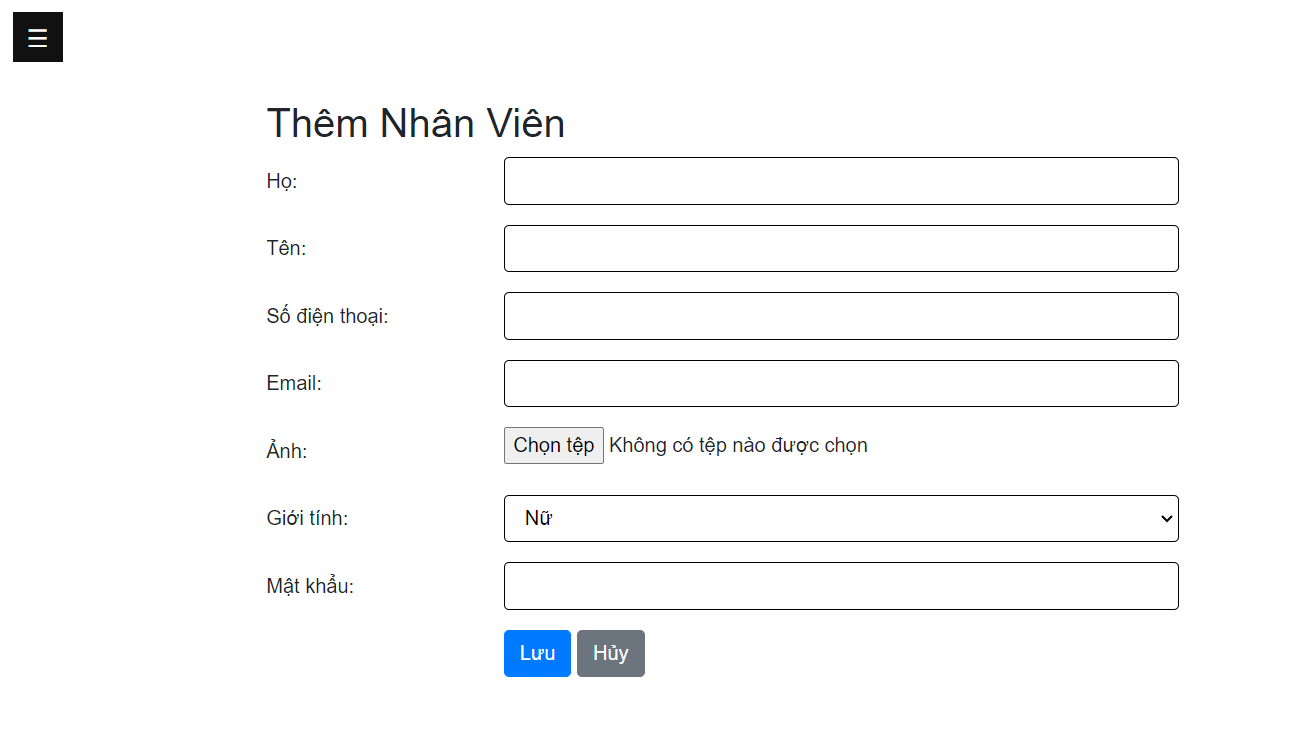 ☰
Thêm Nhân Viên
Họ:
Tên:
Số điện thoại:
Email:
Ảnh:
Chọn tệp Không có tệp nào được chọn
Giới tính:
Nữ
Mật khẩu:
Lưu Hủy